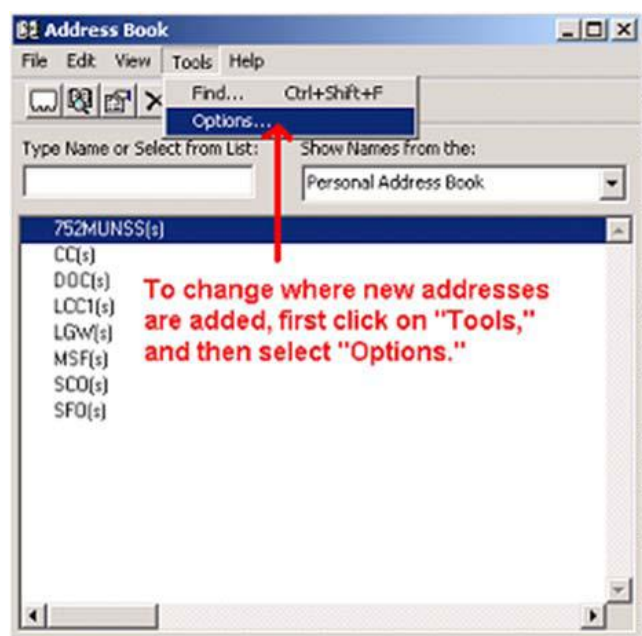 Address Book
File Edit View Tools Help
Find... Ctrl+Shift+F
Options...
Type Name or Select from List: Show Names from the:
Personal Address Book
752MUNSS(s)
CC(s)
DOC(s)
LCC1(s)
LGW(s)
MSF(s)
SCO(s)
SFO(s)
To change where new addresses
are added, first click on "Tools,"
and then select "Options."